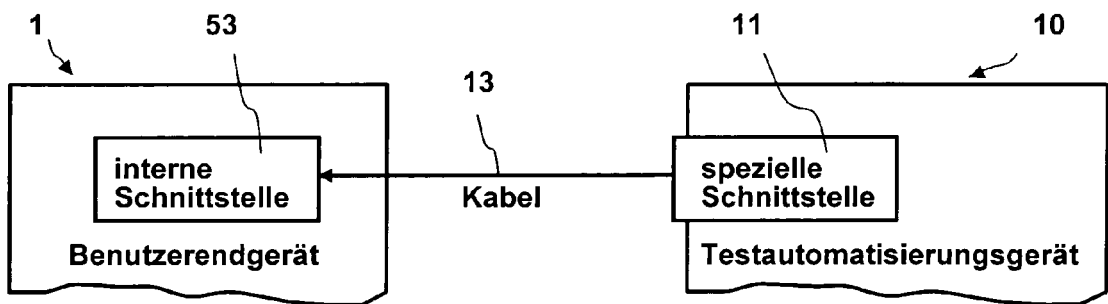 1
53
11
10
13
interne
Schnittstelle
Kabel
spezielle
Schnittstelle
Benutzerendgerät
Testautomatisierungsgerät